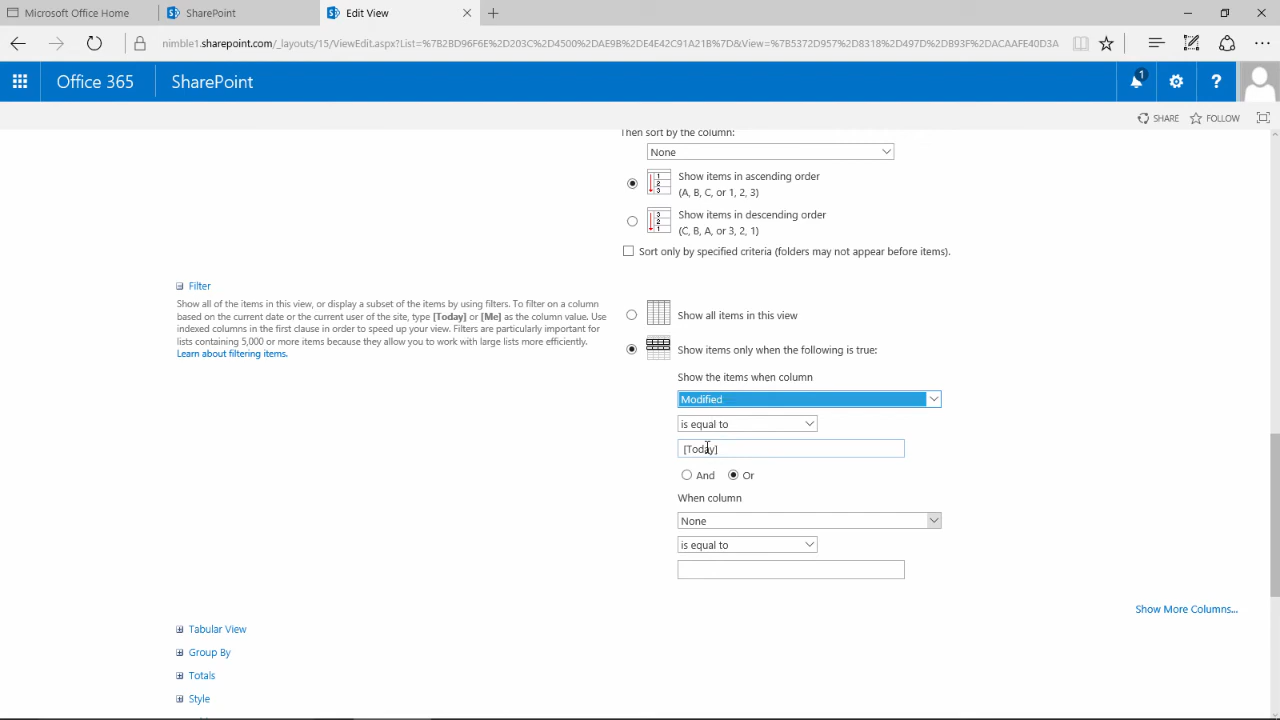 Microsoft Office Home
SharePoint
Edit View
nimble1.sharepoint.com/_layouts/15/ViewEdit.aspx?List=%7B2BD96F6E%2D203C%2D4500%2DAE9B%2DE4E42C91A21B%7D&View=%7B5372D957%2D8318%2D497D%2DB93F%2DACAAFE40D3A
Office 365
SharePoint
1
?
SHARE
FOLLOW
Then sort by the column:
None
Show items in ascending order
(A, B, C, or 1, 2, 3)
Show items in descending order
(C, B, A, or 3, 2, 1)
Sort only by specified criteria (folders may not appear before items).
Filter
Show all of the items in this view, or display a subset of the items by using filters. To filter on a column
based on the current date or the current user of the site, type [Today] or [Me] as the column value. Use
indexed columns in the first clause in order to speed up your view. Filters are particularly important for
lists containing 5,000 or more items because they allow you to work with large lists more efficiently.
Learn about filtering items.
Show all items in this view
Show items only when the following is true:
Show the items when column
Modified
is equal to
[Today]
And
Or
When column
None
is equal to
Show More Columns...
Tabular View
Group By
Totals
Style